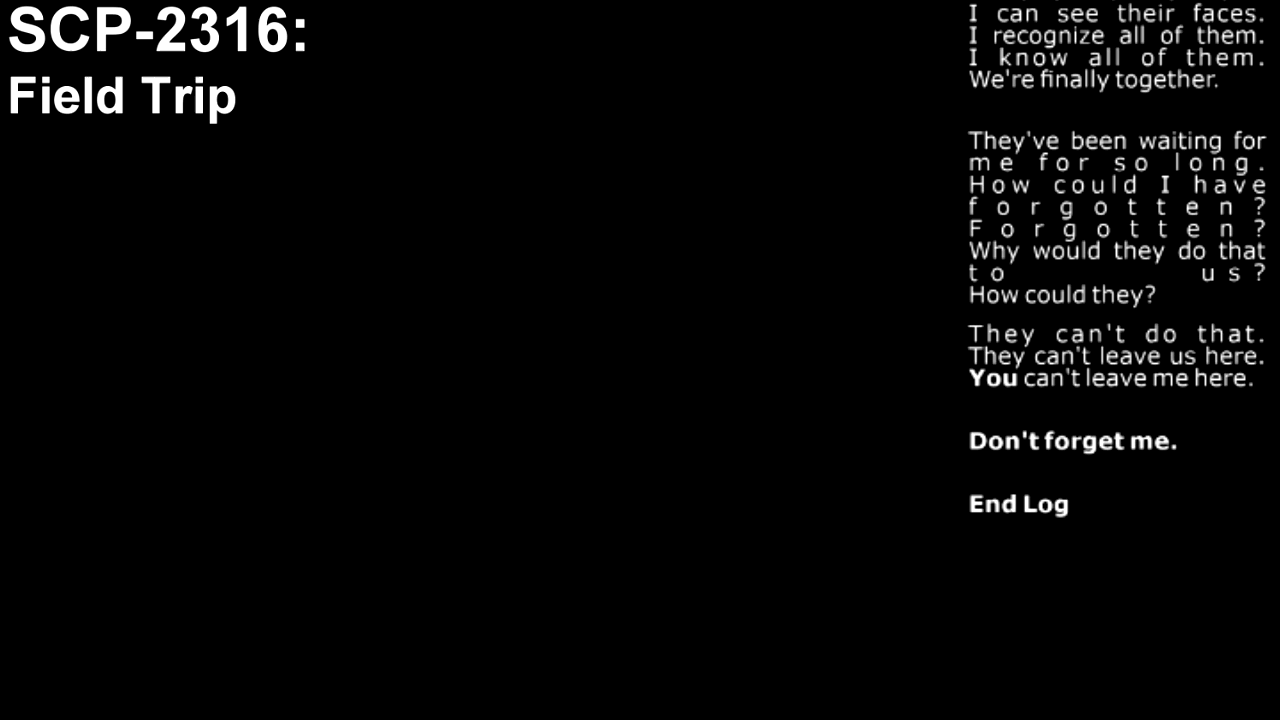 SCP-2316:
Field Trip
I can see their faces.
I recognize all of them.
I know all of them.
We're finally together.
They've been waiting for
me for so long.
How could I have
forgotten?
Forgotten?
Why would they do that
to us?
How could they?
They can't do that.
They can't leave us here.
You can't leave me here.
Don't forget me.
End Log